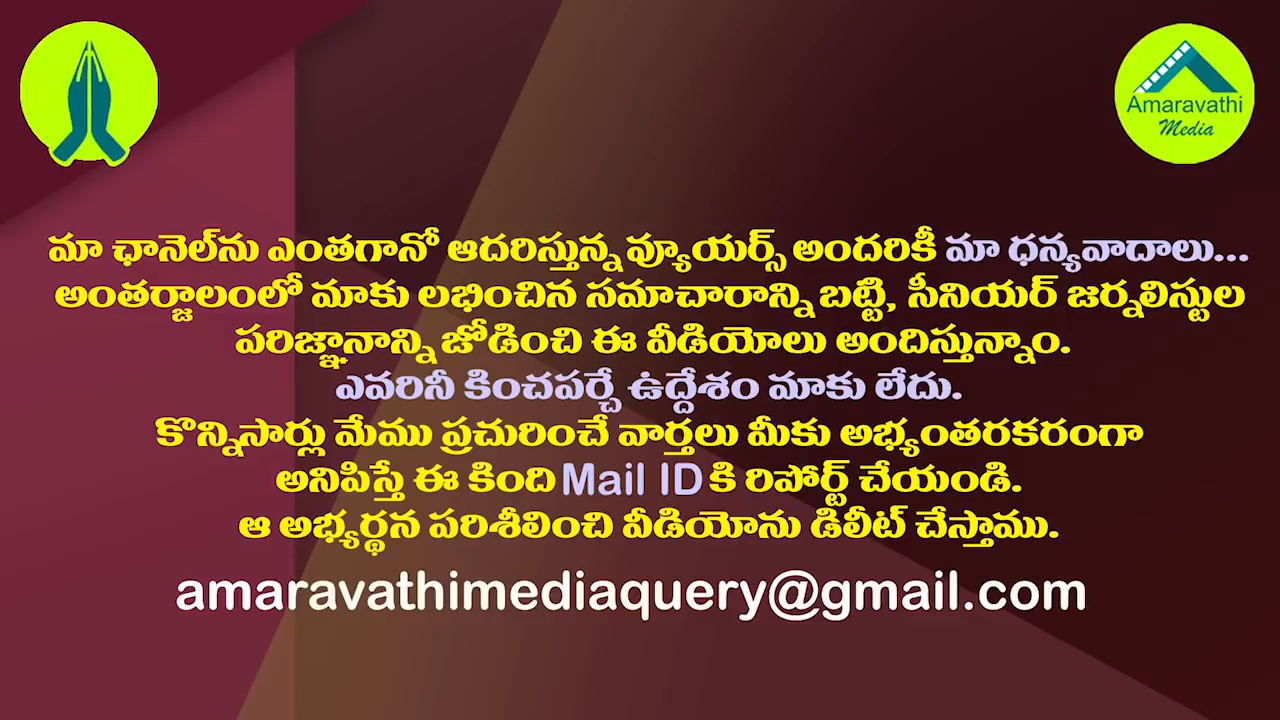 Amaravathi
Media
మా ఛానెల్‌ను ఎంతగానో ఆదరిస్తున్న వ్యూయర్స్ అందరికీ మా ధన్యవాదాలు...
అంతర్జాలంలో మాకు లభించిన సమాచారాన్ని బట్టి, సీనియర్ జర్నలిస్టుల
పరిజ్ఞానాన్ని జోడించి ఈ వీడియోలు అందిస్తున్నాం.
ఎవరినీ కించపర్చే ఉద్దేశం మాకు లేదు.
కొన్నిసార్లు మేము ప్రచురించే వార్తలు మీకు అభ్యంతరకరంగా
అనిపిస్తే ఈ కింది Mail ID కి రిపోర్ట్ చేయండి.
ఆ అభ్యర్థన పరిశీలించి వీడియోను డిలీట్ చేస్తాము.
amaravathimediaquery@gmail.com